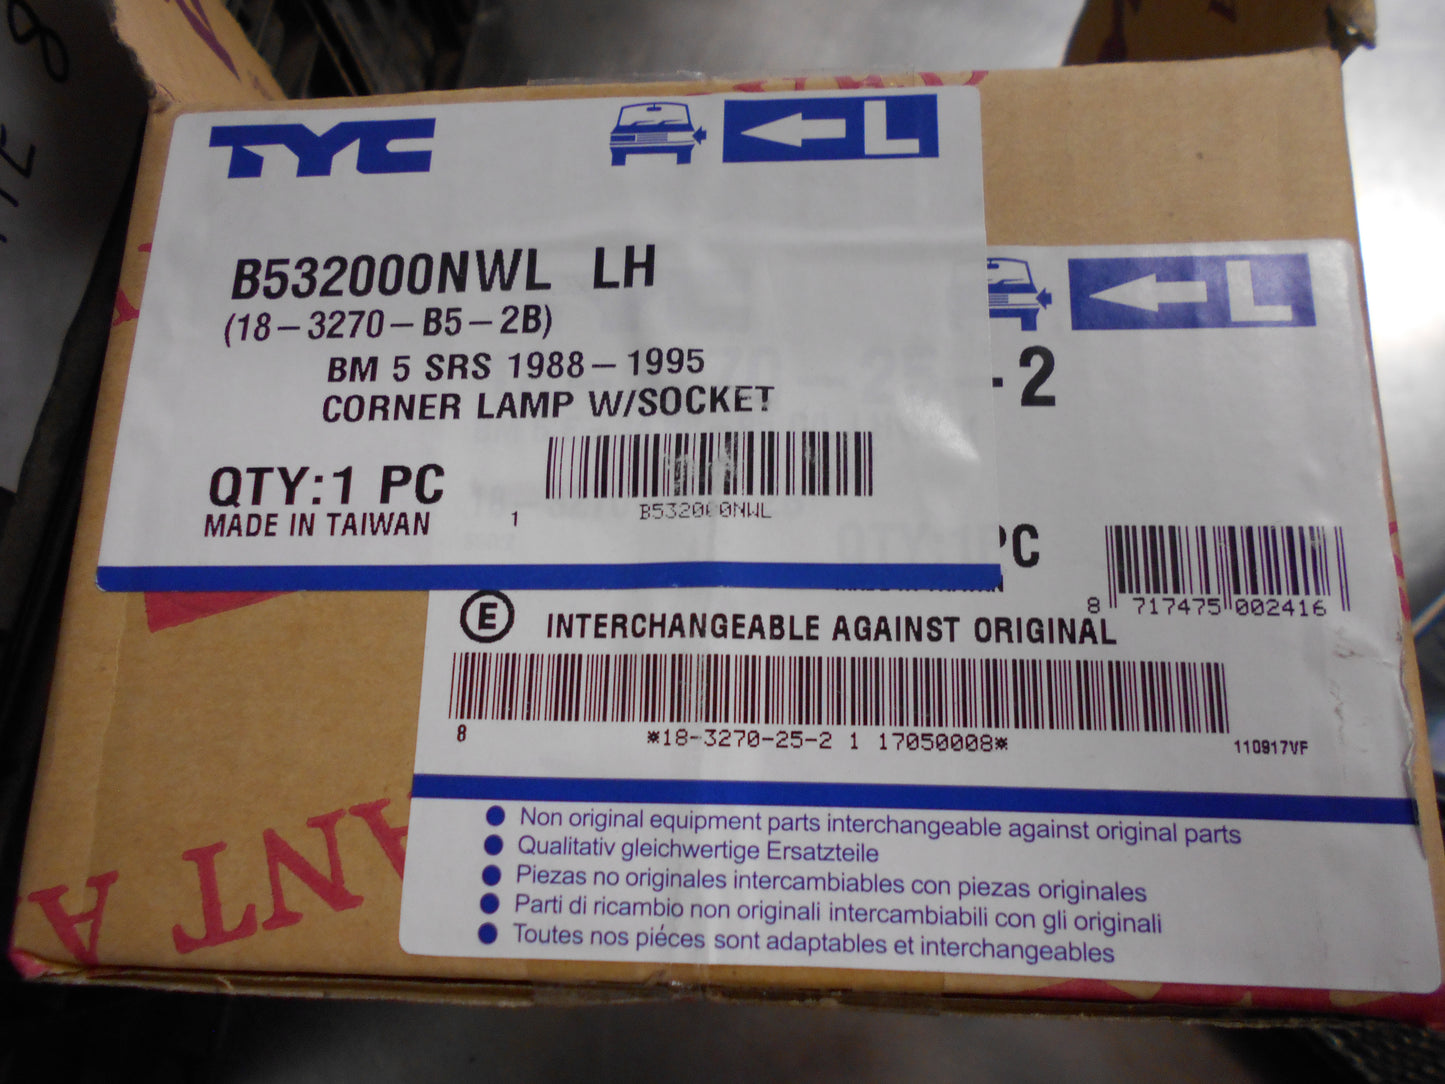 TYC
L
B532000NWL LH
(18-3270-B5-2B)
BM 5 SRS 1988-1995
CORNER LAMP W/SOCKET
QTY:1 PC
MADE IN TAIWAN
1
B532000NWL
L
-2
PC
8 717475 002416
E
INTERCHANGEABLE AGAINST ORIGINAL
8
*18-3270-25-2 1 17050008*
110917VF
● Non original equipment parts interchangeable against original parts
● Qualitativ gleichwertige Ersatzteile
● Piezas no originales intercambiables con piezas originales
● Parti di ricambio non originali intercambiabili con gli originali
● Toutes nos piéces sont adaptables et interchangeables